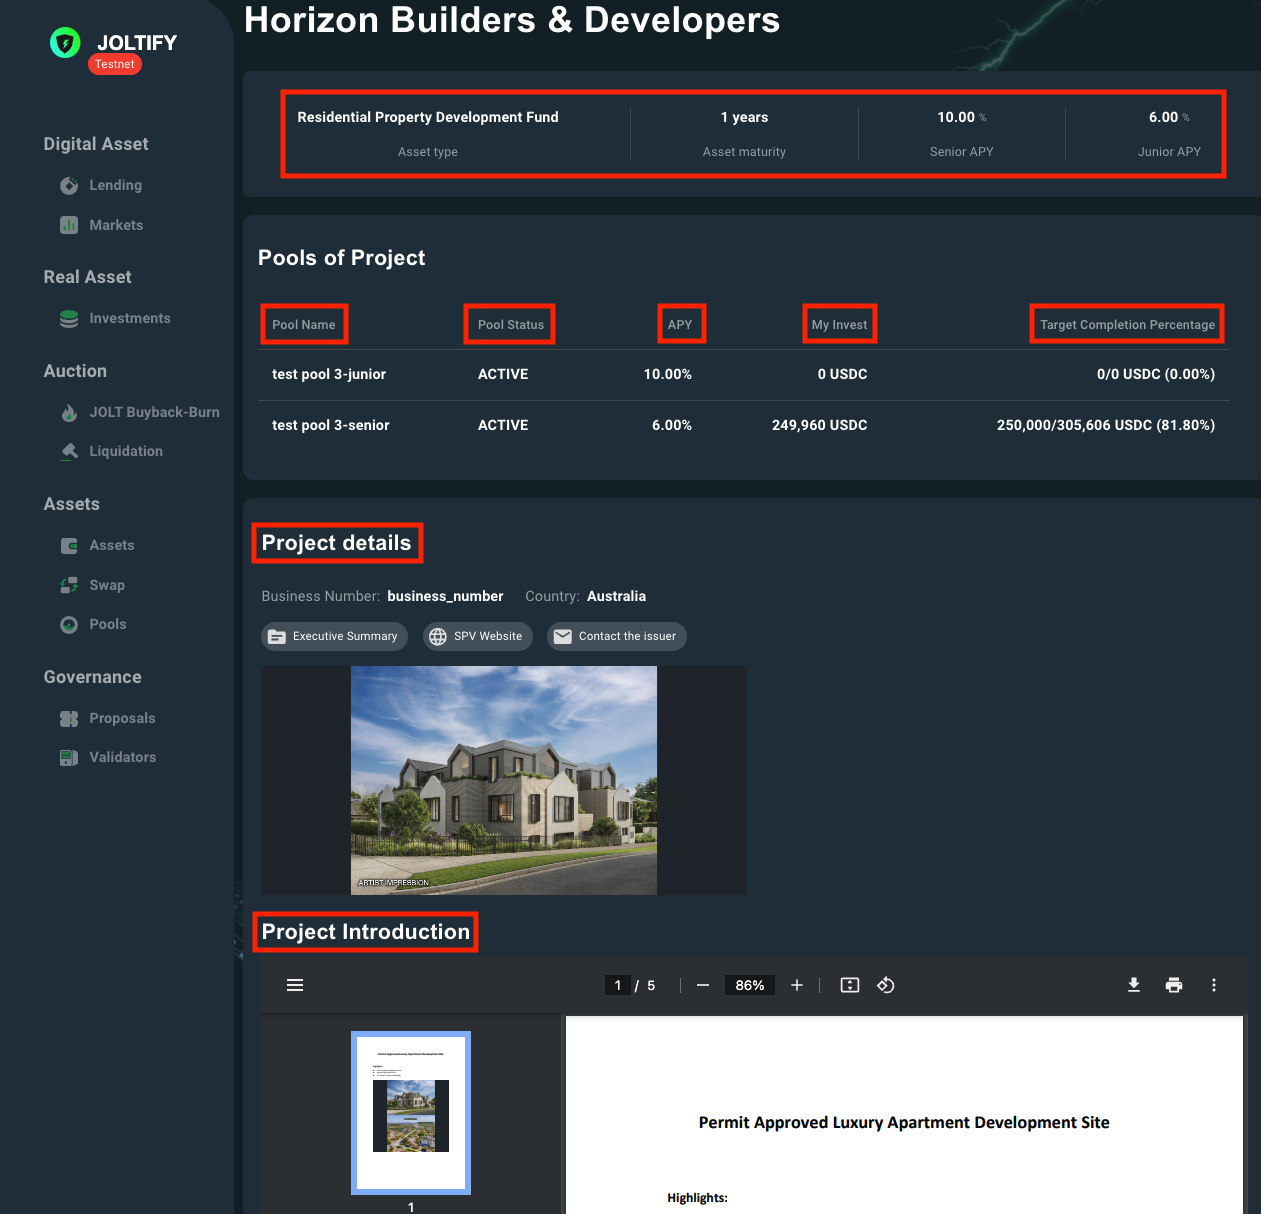 JOLTIFY
Testnet
Digital Asset
Lending
Markets
Real Asset
Investments
Auction
JOLT Buyback-Burn
Liquidation
Assets
Assets
Swap
Pools
Governance
Proposals
Validators
Horizon Builders & Developers
Residential Property Development Fund
Asset type
1 years
Asset maturity
10.00 %
Senior APY
6.00 %
Junior APY
Pools of Project
Pool Name Pool Status APY My Invest Target Completion Percentage
test pool 3-junior ACTIVE 10.00% 0 USDC 0/0 USDC (0.00%)
test pool 3-senior ACTIVE 6.00% 249,960 USDC 250,000/305,606 USDC (81.80%)
Project details
Business Number: business_number Country: Australia
Executive Summary SPV Website Contact the issuer
ARTIST IMPRESSION
Project Introduction
1 / 5 86%
Permit Approved Luxury Apartment Development Site
1
Permit Approved Luxury Apartment Development Site
Highlights: